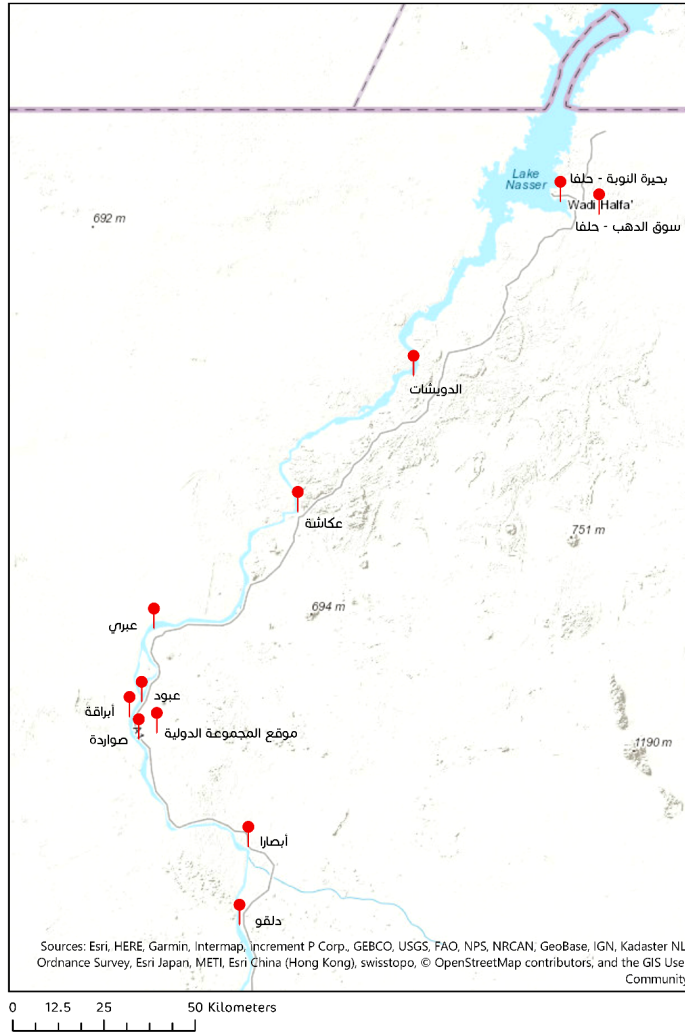 Lake
Nasser
بحيرة النوبة - حلفا
Wadi Halfa'
سوق الدهب - حلفا
692 m
الدويشات
عكاشة
751 m
694 m
عبري
عبود
أبراقة
موقع المجموعة الدولية
صواردة
1190 m
أبصارا
دلقو
Sources: Esri, HERE, Garmin, Intermap, Increment P Corp., GEBCO, USGS, FAO, NPS, NRCAN, GeoBase, IGN, Kadaster NL
Ordnance Survey, Esri Japan, METI, Esri China (Hong Kong), swisstopo, © OpenStreetMap contributors, and the GIS Use
Community
0 12.5 25 50 Kilometers